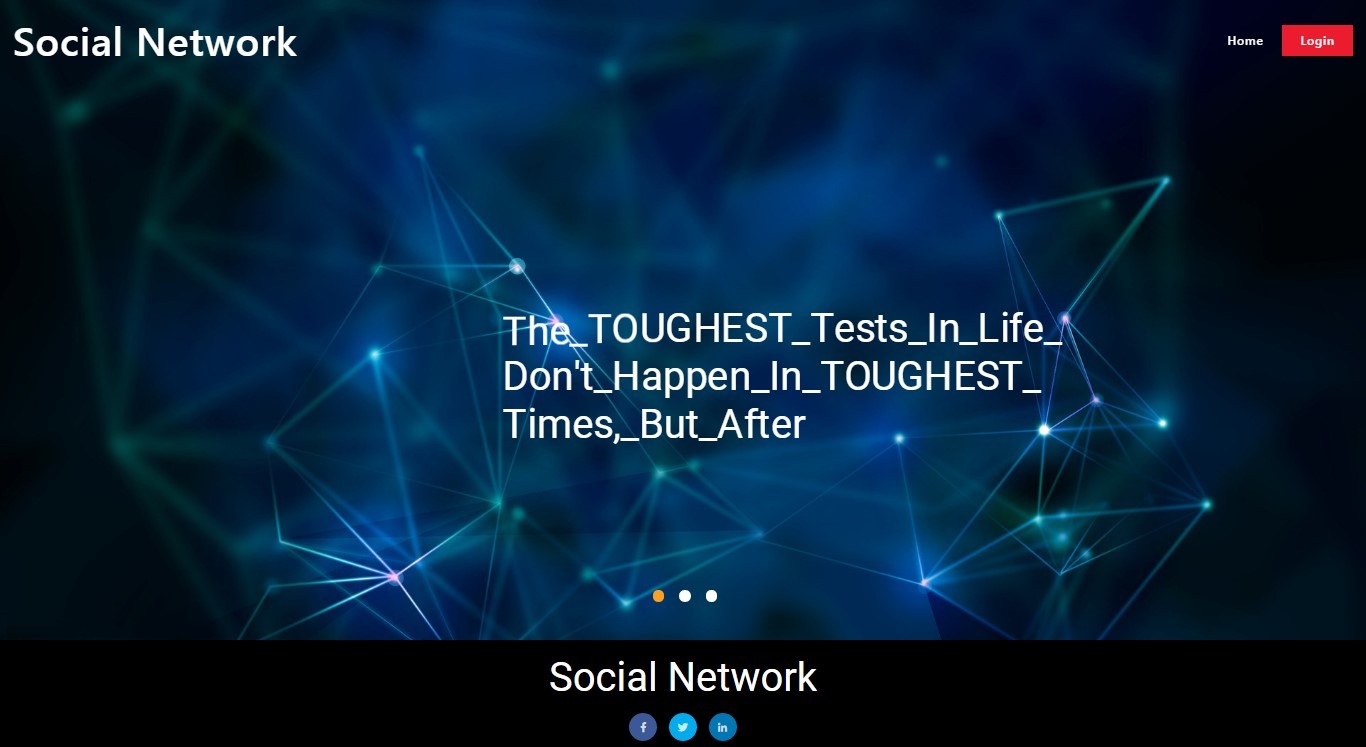 Social Network
Home
Login
The_TOUGHEST_Tests_In_Life_
Don't_Happen_In_TOUGHEST_
Times,_But_After
Social Network